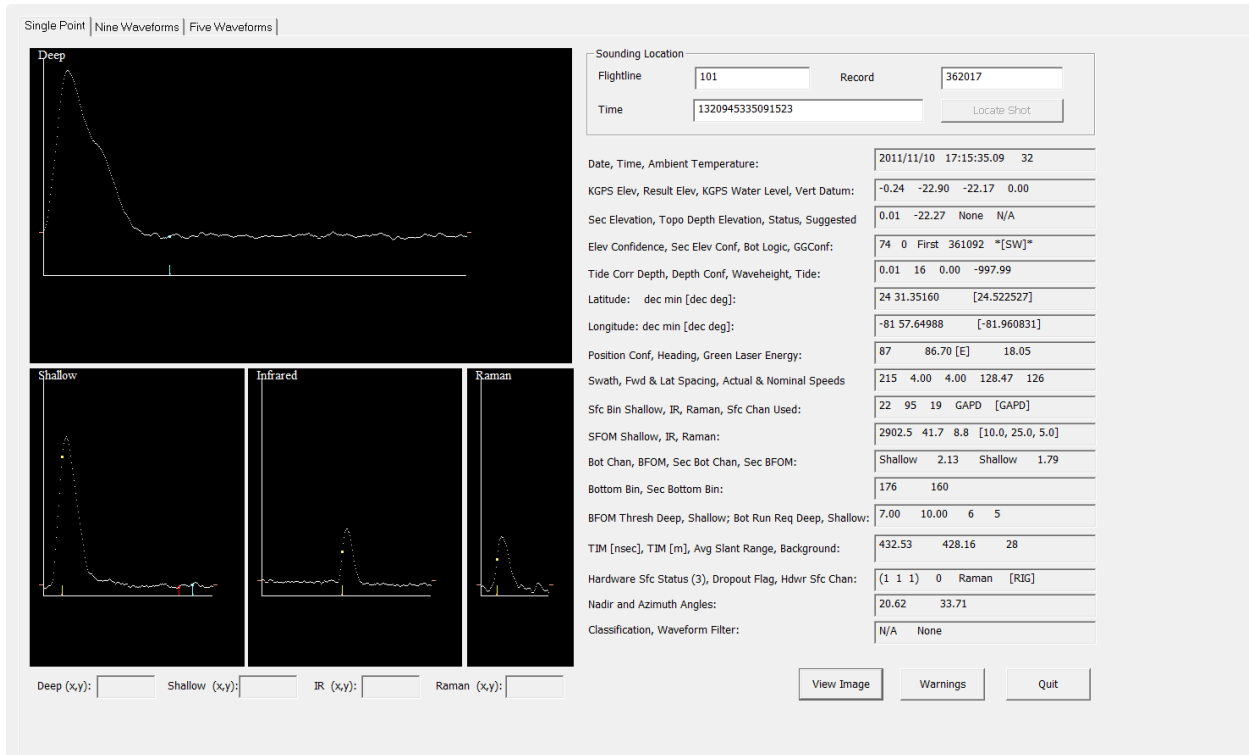 Single Point Nine Waveforms Five Waveforms
Deep
Shallow
Infrared
Raman
Deep (x,y): Shallow (x,y): IR (x,y): Raman (x,y):
Sounding Location
Flightline 101 Record 362017
Time 1320945335091523 Locate Shot
Date, Time, Ambient Temperature: 2011/11/10 17:15:35.09 32
KGPS Elev, Result Elev, KGPS Water Level, Vert Datum: -0.24 -22.90 -22.17 0.00
Sec Elevation, Topo Depth Elevation, Status, Suggested 0.01 -22.27 None N/A
Elev Confidence, Sec Elev Conf, Bot Logic, GGConf: 74 0 First 361092 *[SW]*
Tide Corr Depth, Depth Conf, Waveheight, Tide: 0.01 16 0.00 -997.99
Latitude: dec min [dec deg]: 24 31.35160 [24.522527]
Longitude: dec min [dec deg]: -81 57.64988 [-81.960831]
Position Conf, Heading, Green Laser Energy: 87 86.70 [E] 18.05
Swath, Fwd & Lat Spacing, Actual & Nominal Speeds 215 4.00 4.00 128.47 126
Sfc Bin Shallow, IR, Raman, Sfc Chan Used: 22 95 19 GAPD [GAPD]
SFOM Shallow, IR, Raman: 2902.5 41.7 8.8 [10.0, 25.0, 5.0]
Bot Chan, BFOM, Sec Bot Chan, Sec BFOM: Shallow 2.13 Shallow 1.79
Bottom Bin, Sec Bottom Bin: 176 160
BFOM Thresh Deep, Shallow; Bot Run Req Deep, Shallow: 7.00 10.00 6 5
TIM [nsec], TIM [m], Avg Slant Range, Background: 432.53 428.16 28
Hardware Sfc Status (3), Dropout Flag, Hdwr Sfc Chan: (1 1 1) 0 Raman [RIG]
Nadir and Azimuth Angles: 20.62 33.71
Classification, Waveform Filter: N/A None
View Image Warnings Quit